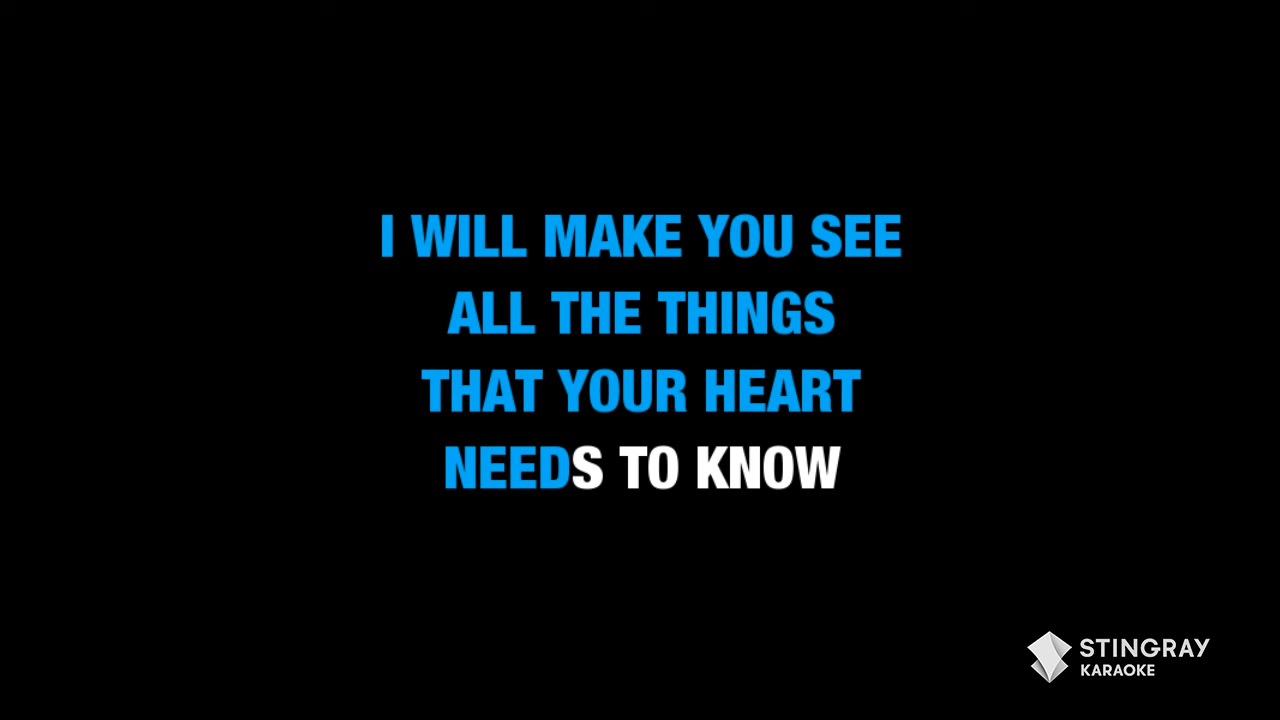 I WILL MAKE YOU SEE
ALL THE THINGS
THAT YOUR HEART
NEEDS TO KNOW
STINGRAY
KARAOKE